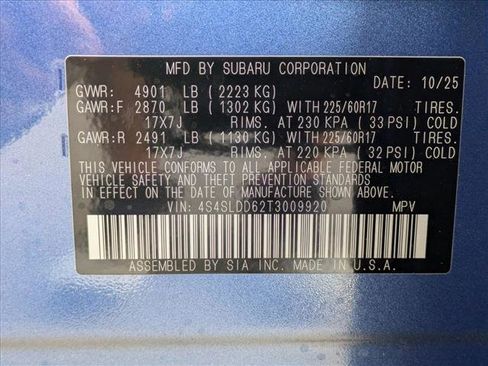 MFD BY SUBARU CORPORATION
DATE: 10/25
GVWR: 4901 LB ( 2223 KG)
GAWR:F 2870 LB ( 1302 KG) WITH 225/60R17 TIRES.
17X7J RIMS. AT 230 KPA ( 33 PSI) COLD
GAWR:R 2491 LB ( 1130 KG) WITH 225/60R17 TIRES.
17X7J RIMS. AT 220 KPA ( 32 PSI) COLD
THIS VEHICLE CONFORMS TO ALL APPLICABLE FEDERAL MOTOR
VEHICLE SAFETY AND THEFT PREVENTION STANDARDS
IN EFFECT ON THE DATE OF MANUFACTURE SHOWN ABOVE.
VIN: 4S4SLDD62T3009920 MPV
ASSEMBLED BY SIA INC. MADE IN U.S.A.